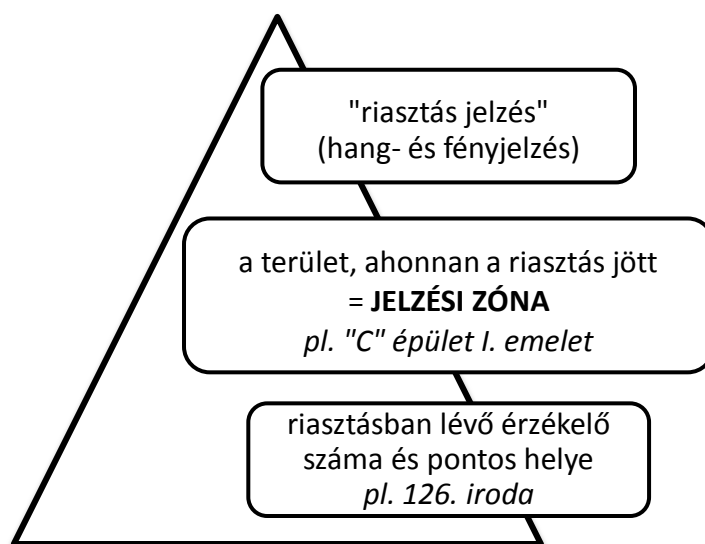 "riasztás jelzés"
(hang- és fényjelzés)
a terület, ahonnan a riasztás jött
= JELZÉSI ZÓNA
pl. "C" épület I. emelet
riasztásban lévő érzékelő
száma és pontos helye
pl. 126. iroda